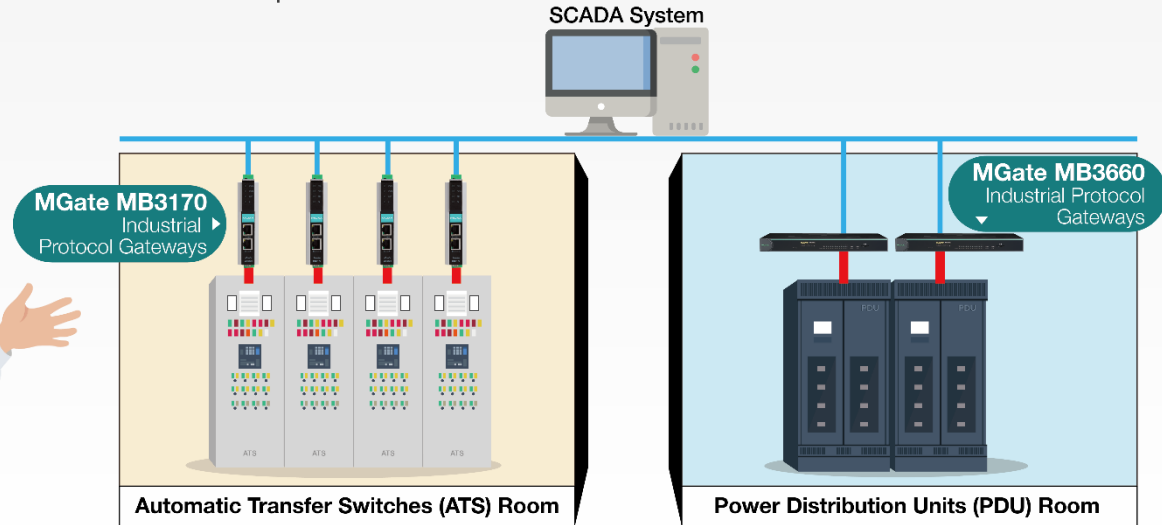 SCADA System
MGate MB3170
Industrial
Protocol Gateways
MGate MB3660
Industrial Protocol
Gateways
PDU
PDU
ATS
ATS
ATS
ATS
Automatic Transfer Switches (ATS) Room
Power Distribution Units (PDU) Room